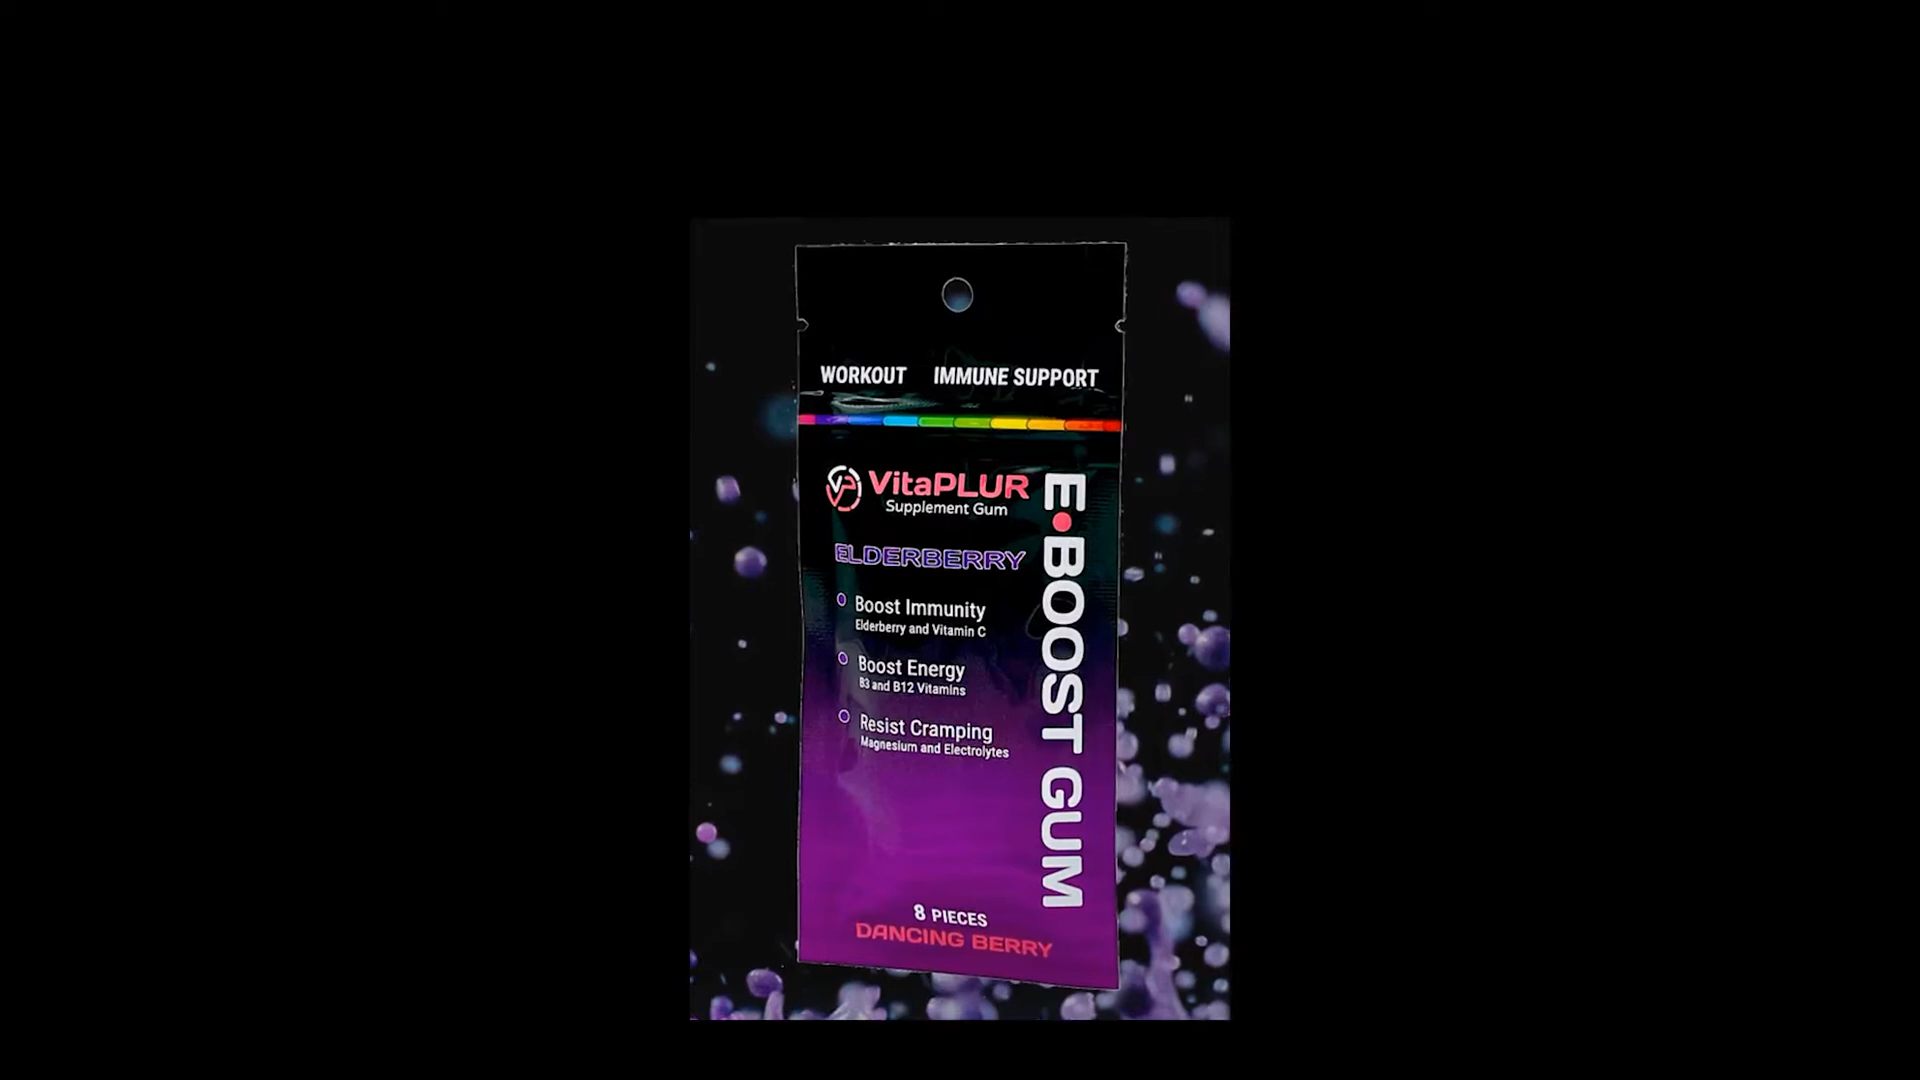 WORKOUT IMMUNE SUPPORT
VitaPLUR
Supplement Gum
ELDERBERRY
Boost Immunity
Elderberry and Vitamin C
Boost Energy
B3 and B12 Vitamins
Resist Cramping
Magnesium and Electrolytes
E•BOOST GUM
8 PIECES
DANCING BERRY